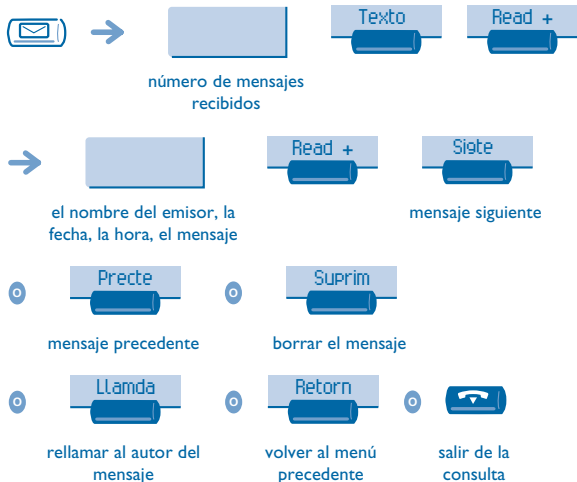 Texto
Read +
número de mensajes
recibidos
Read +
Sigte
el nombre del emisor, la
fecha, la hora, el mensaje
mensaje siguiente
o
Precte
o
Suprim
mensaje precedente
borrar el mensaje
o
Llamda
o
Retorn
o
rellamar al autor del
mensaje
volver al menú
precedente
salir de la
consulta